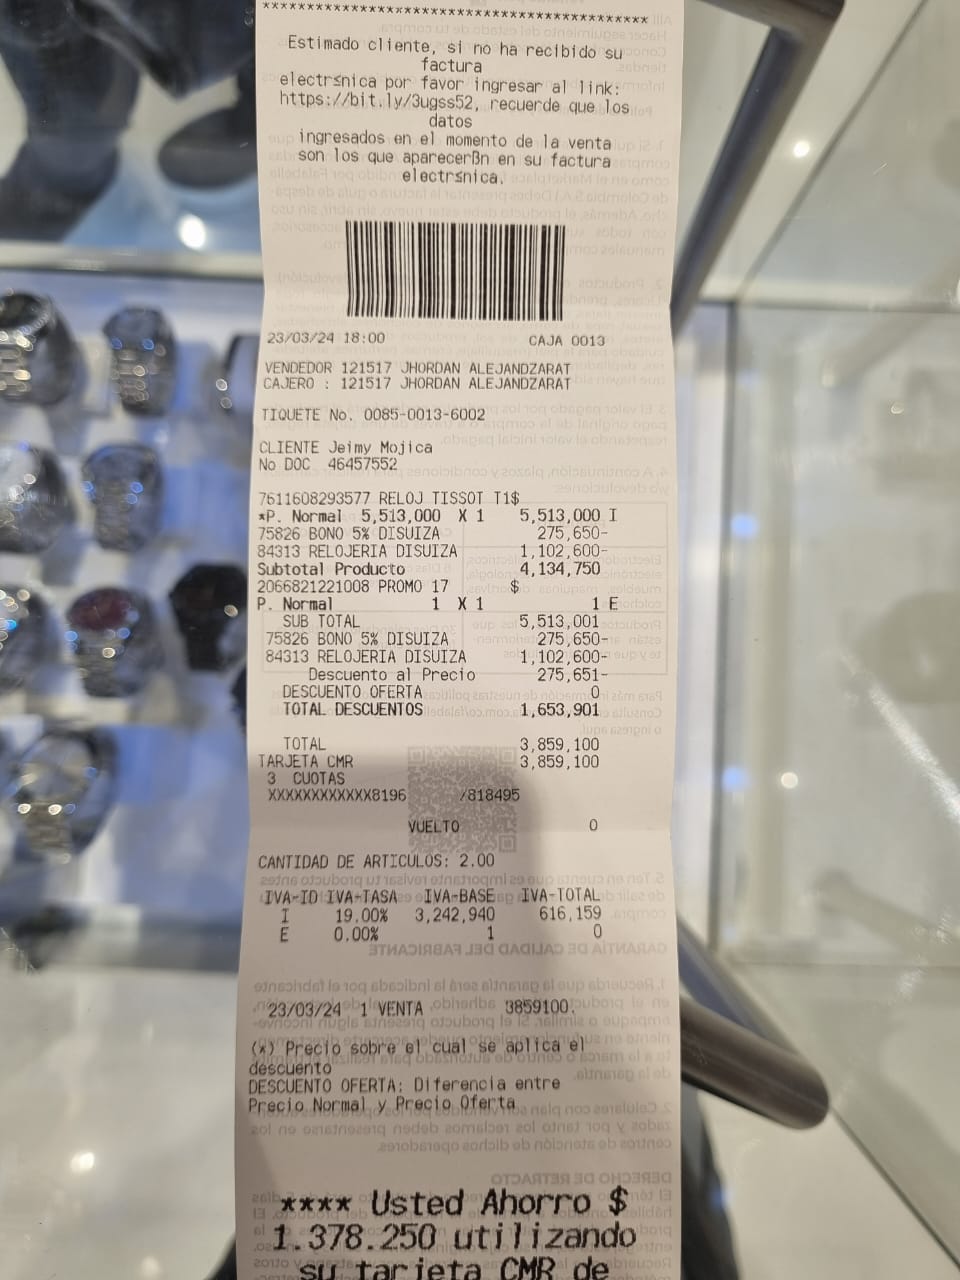 ********************************************
Estimado cliente, si no ha recibido su
factura
electrsnica por favor ingresar al link:
https://bit.ly/3ugss52, recuerde que los
datos
ingresados en el momento de la venta
son los que aparecerßn en su factura
electrsnica.
23/03/24 18:00 CAJA 0013
VENDEDOR 121517 JHORDAN ALEJANDZARAT
CAJERO : 121517 JHORDAN ALEJANDZARAT
TIQUETE No. 0085-0013-6002
CLIENTE Jeimy Mojica
No DOC 46457552
7611608293577 RELOJ TISSOT T1$
*P. Normal 5,513,000 X 1 5,513,000 I
75826 BONO 5% DISUIZA 275,650-
84313 RELOJERIA DISUIZA 1,102,600-
Subtotal Producto 4,134,750
2066821221008 PROMO 17 $
P. Normal 1 X 1 1 E
SUB TOTAL 5,513,001
75826 BONO 5% DISUIZA 275,650-
84313 RELOJERIA DISUIZA 1,102,600-
Descuento al Precio 275,651-
DESCUENTO OFERTA 0
TOTAL DESCUENTOS 1,653,901
TOTAL 3,859,100
TARJETA CMR 3,859,100
3 CUOTAS
XXXXXXXXXXXX8196 /818495
VUELTO 0
CANTIDAD DE ARTICULOS: 2.00
IVA-ID IVA-TASA IVA-BASE IVA-TOTAL
I 19.00% 3,242,940 616,159
E 0.00% 1 0
23/03/24 1 VENTA 3859100.
(*) Precio sobre el cual se aplica el
descuento
DESCUENTO OFERTA: Diferencia entre
Precio Normal y Precio Oferta
**** Usted Ahorro $
1.378.250 utilizando
su tarjeta CMR de